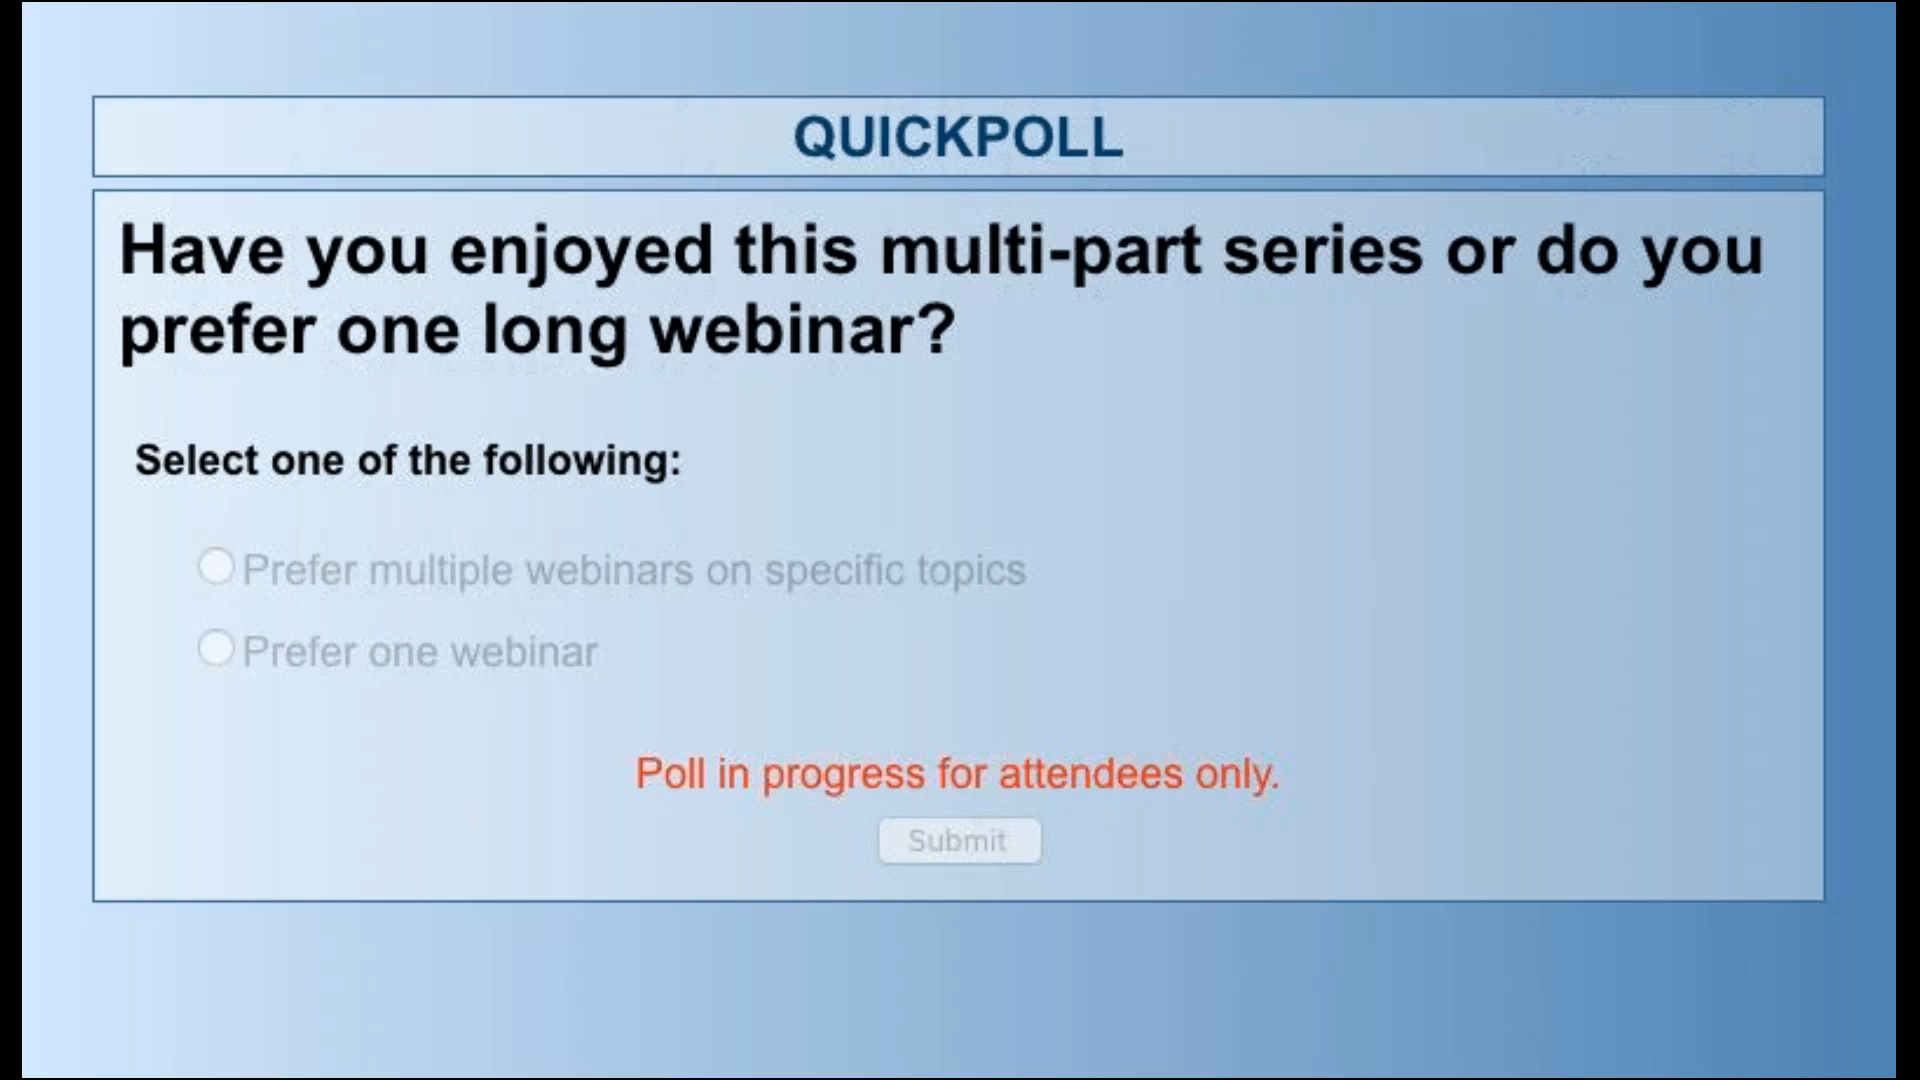 QUICKPOLL
Have you enjoyed this multi-part series or do you
prefer one long webinar?
Select one of the following:
Prefer multiple webinars on specific topics
Prefer one webinar
Poll in progress for attendees only.
Submit